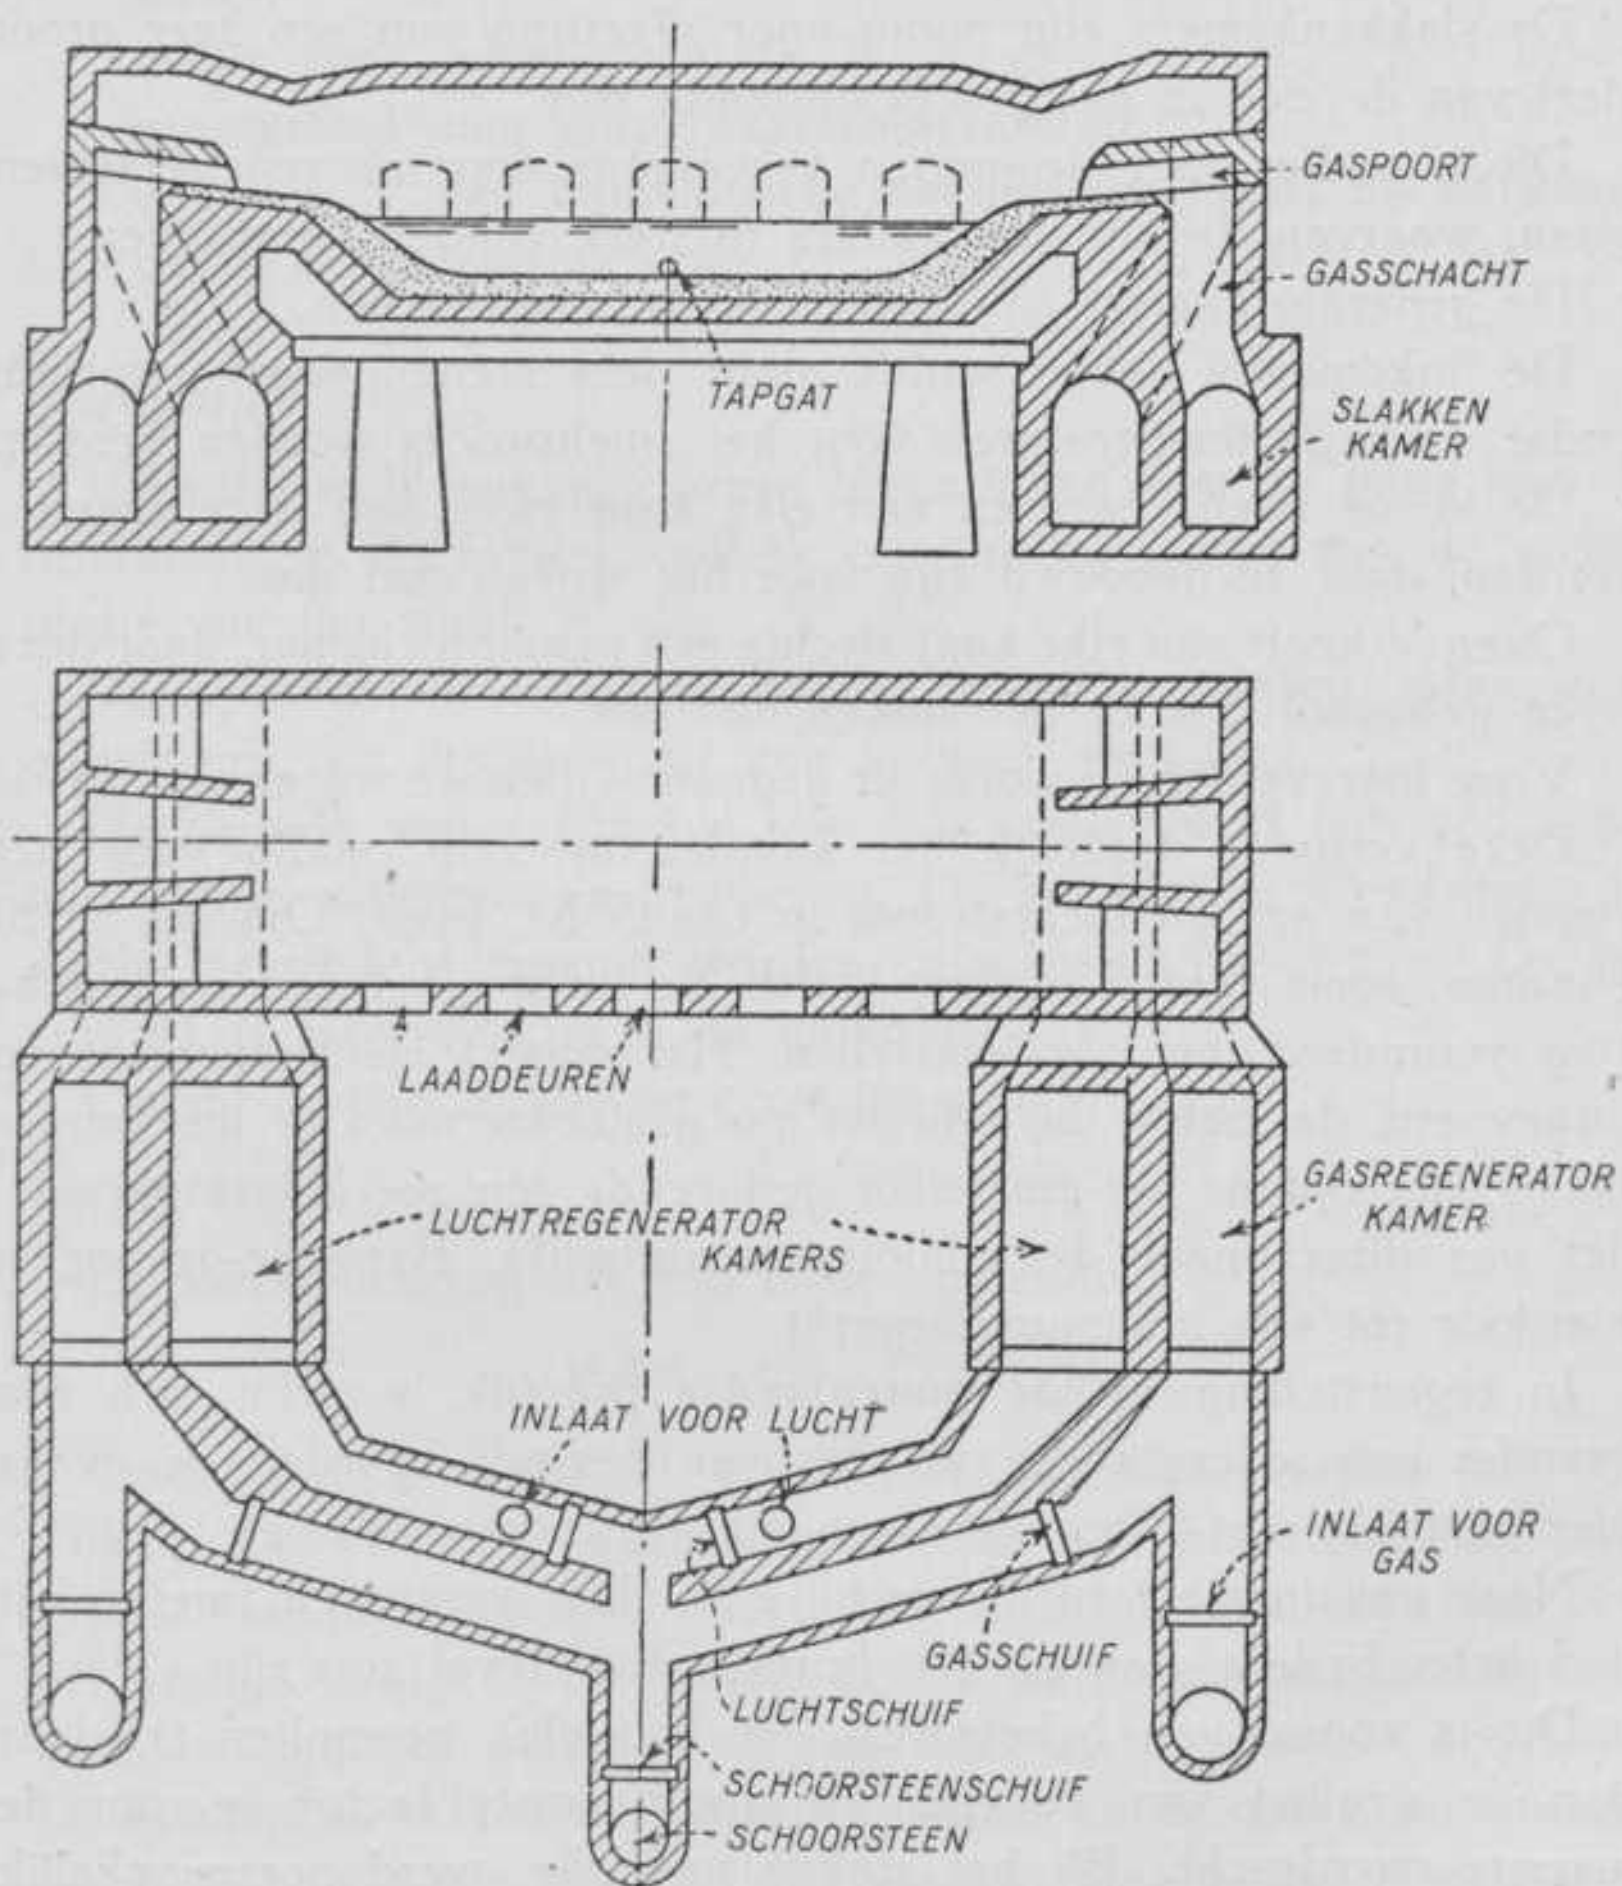 GASPOORT
GASSCHACHT
TAPGAT
SLAKKEN
KAMER
LAADDEUREN
GASREGENERATOR
KAMER
LUCHTREGENERATOR
KAMERS
INLAAT VOOR LUCHT
INLAAT VOOR
GAS
GASSCHUIF
LUCHTSCHUIF
SCHOORSTEENSCHUIF
SCHOORSTEEN